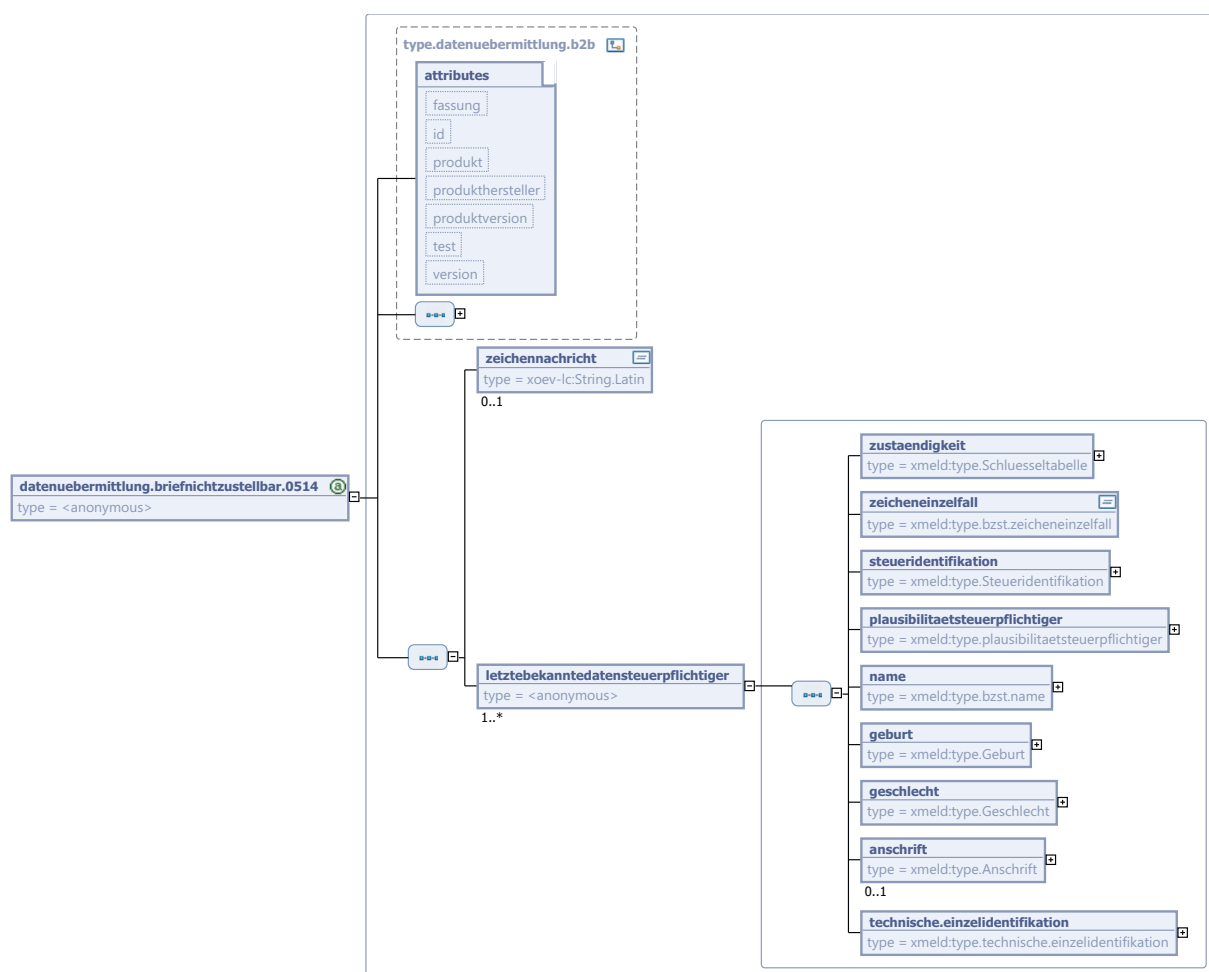 type.datenuebermittlung.b2b
attributes
fassung
id
produkt
produkthersteller
produktversion
test
version
zeichennachricht
type = xoev-lc:String.Latin
0..1
datenuebermittlung.briefnichtzustellbar.0514
type = <anonymous>
letztebekanntedatensteuerpflichtiger
type = <anonymous>
1..*
zustaendigkeit
type = xmeld:type.Schluesseltabelle
zeicheneinzelfall
type = xmeld:type.bzst.zeicheneinzelfall
steueridentifikation
type = xmeld:type.Steueridentifikation
plausibilitaetsteuerpflichtiger
type = xmeld:type.plausibilitaetsteuerpflichtiger
name
type = xmeld:type.bzst.name
geburt
type = xmeld:type.Geburt
geschlecht
type = xmeld:type.Geschlecht
anschrift
type = xmeld:type.Anschrift
0..1
technische.einzelidentifikation
type = xmeld:type.technische.einzelidentifikation